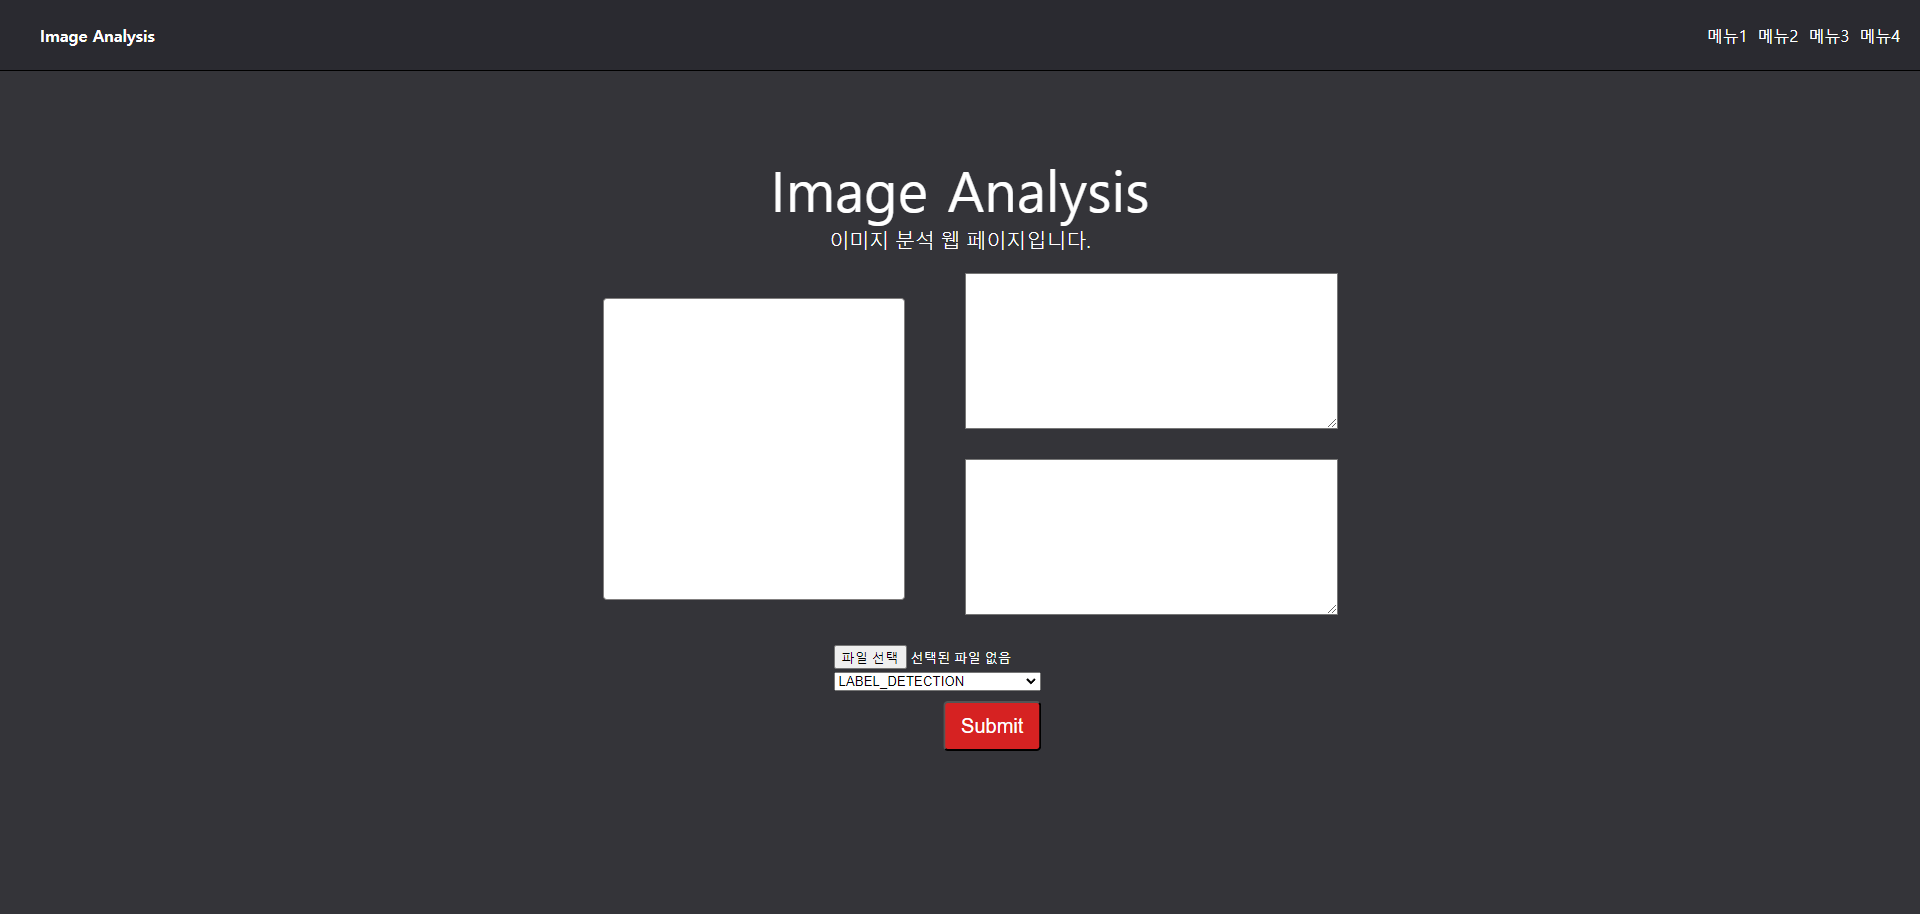 Image Analysis
메뉴1 메뉴2 메뉴3 메뉴4
Image Analysis
이미지 분석 웹 페이지입니다.
파일 선택 선택된 파일 없음
LABEL_DETECTION
Submit